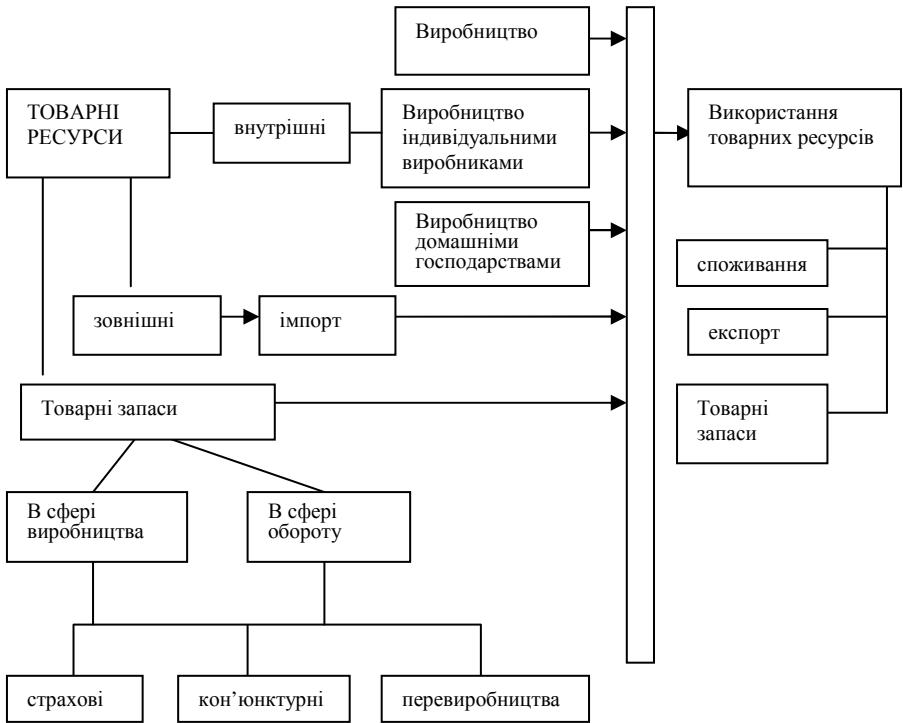 Виробництво
ТОВАРНІ
РЕСУРСИ
внутрішні
Виробництво
індивідуальними
виробниками
Використання
товарних ресурсів
Виробництво
домашніми
господарствами
споживання
зовнішні
імпорт
експорт
Товарні запаси
Товарні
запаси
В сфері
виробництва
В сфері
обороту
страхові
кон’юнктурні
перевиробництва